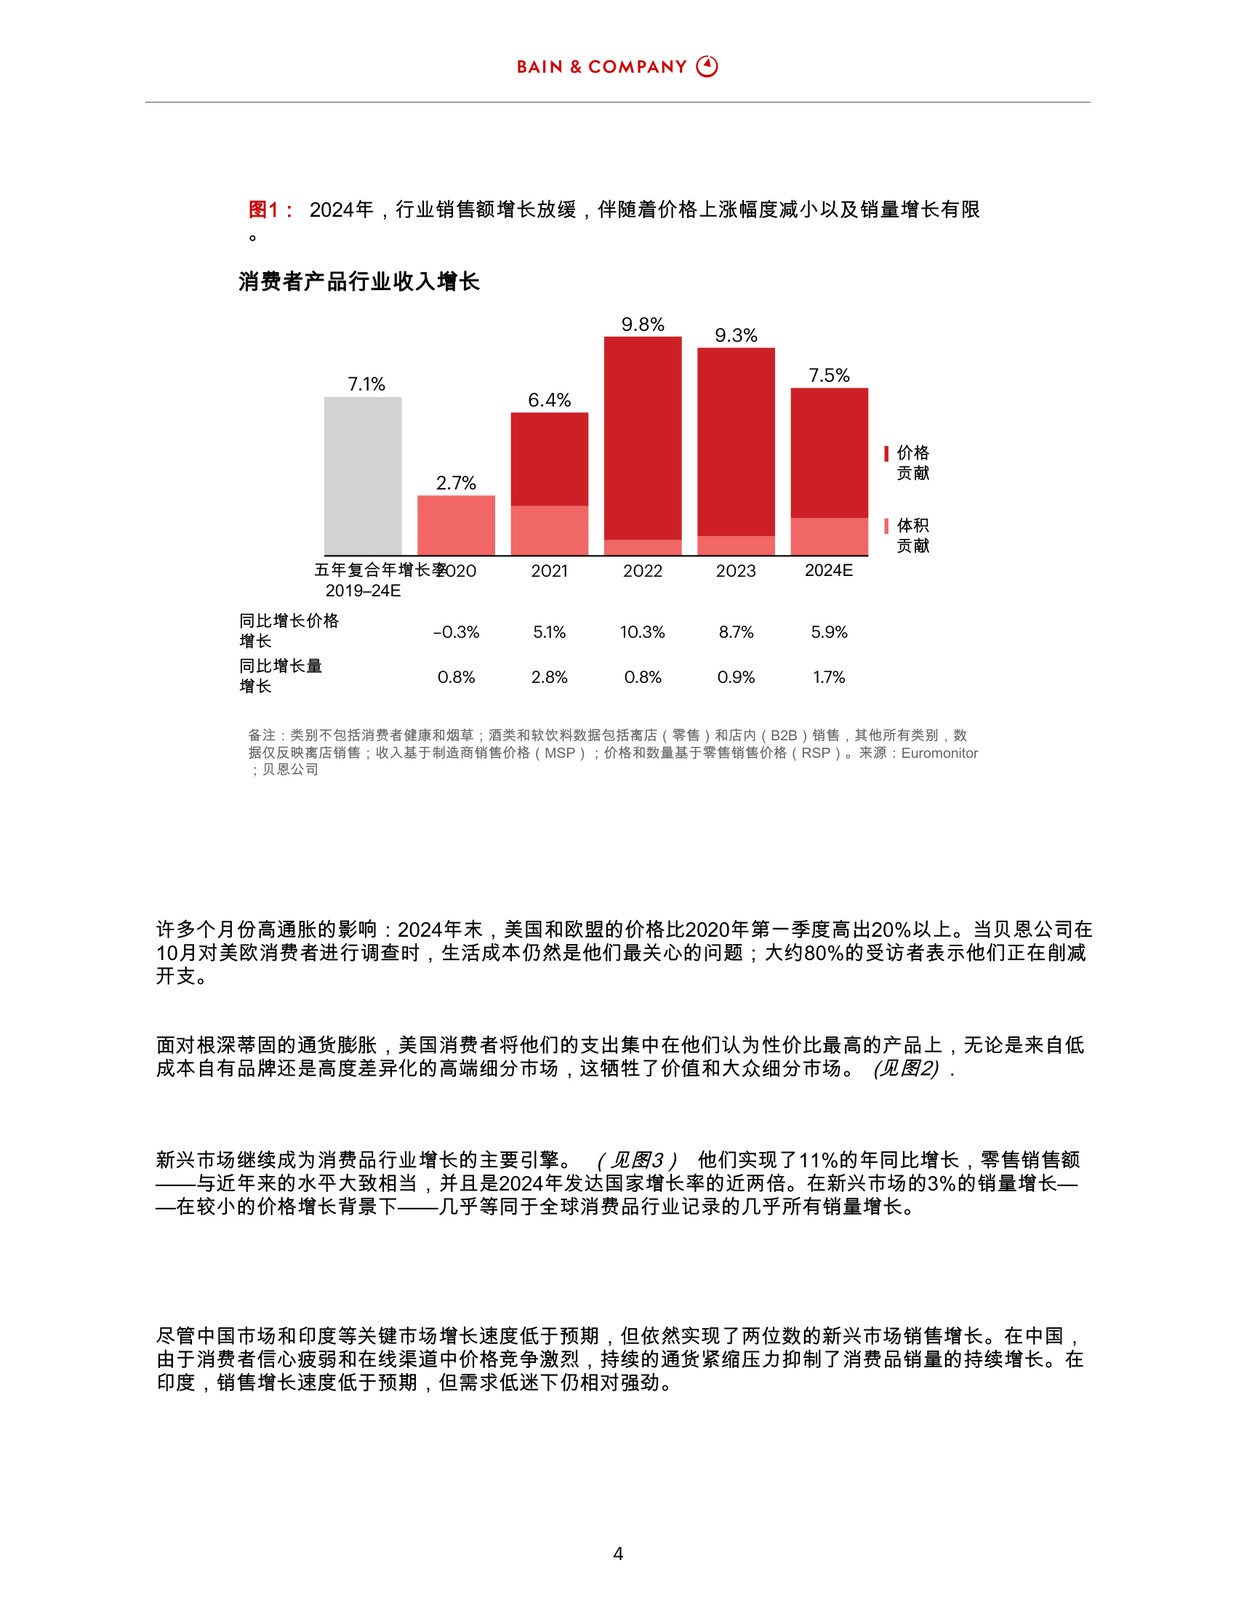 BAIN & COMPANY
图1： 2024年，行业销售额增长放缓，伴随着价格上涨幅度减小以及销量增长有限
。
消费者产品行业收入增长
9.8%
9.3%
7.5%
7.1%
6.4%
2.7%
价格
贡献
体积
贡献
五年复合年增长率 2020 2021 2022 2023 2024E
2019–24E
同比增长价格
增长
–0.3% 5.1% 10.3% 8.7% 5.9%
同比增长量
增长
0.8% 2.8% 0.8% 0.9% 1.7%
备注：类别不包括消费者健康和烟草；酒类和软饮料数据包括离店（零售）和店内（B2B）销售，其他所有类别，数
据仅反映离店销售；收入基于制造商销售价格（MSP）；价格和数量基于零售销售价格（RSP）。来源：Euromonitor
；贝恩公司
许多个月份高通胀的影响：2024年末，美国和欧盟的价格比2020年第一季度高出20%以上。当贝恩公司在
10月对美欧消费者进行调查时，生活成本仍然是他们最关心的问题；大约80%的受访者表示他们正在削减
开支。
面对根深蒂固的通货膨胀，美国消费者将他们的支出集中在他们认为性价比最高的产品上，无论是来自低
成本自有品牌还是高度差异化的高端细分市场，这牺牲了价值和大众细分市场。 (见图2) .
新兴市场继续成为消费品行业增长的主要引擎。 （见图3） 他们实现了11%的年同比增长，零售销售额
——与近年来的水平大致相当，并且是2024年发达国家增长率的近两倍。在新兴市场的3%的销量增长—
—在较小的价格增长背景下——几乎等同于全球消费品行业记录的几乎所有销量增长。
尽管中国市场和印度等关键市场增长速度低于预期，但依然实现了两位数的新兴市场销售增长。在中国，
由于消费者信心疲弱和在线渠道中价格竞争激烈，持续的通货紧缩压力抑制了消费品销量的持续增长。在
印度，销售增长速度低于预期，但需求低迷下仍相对强劲。
4